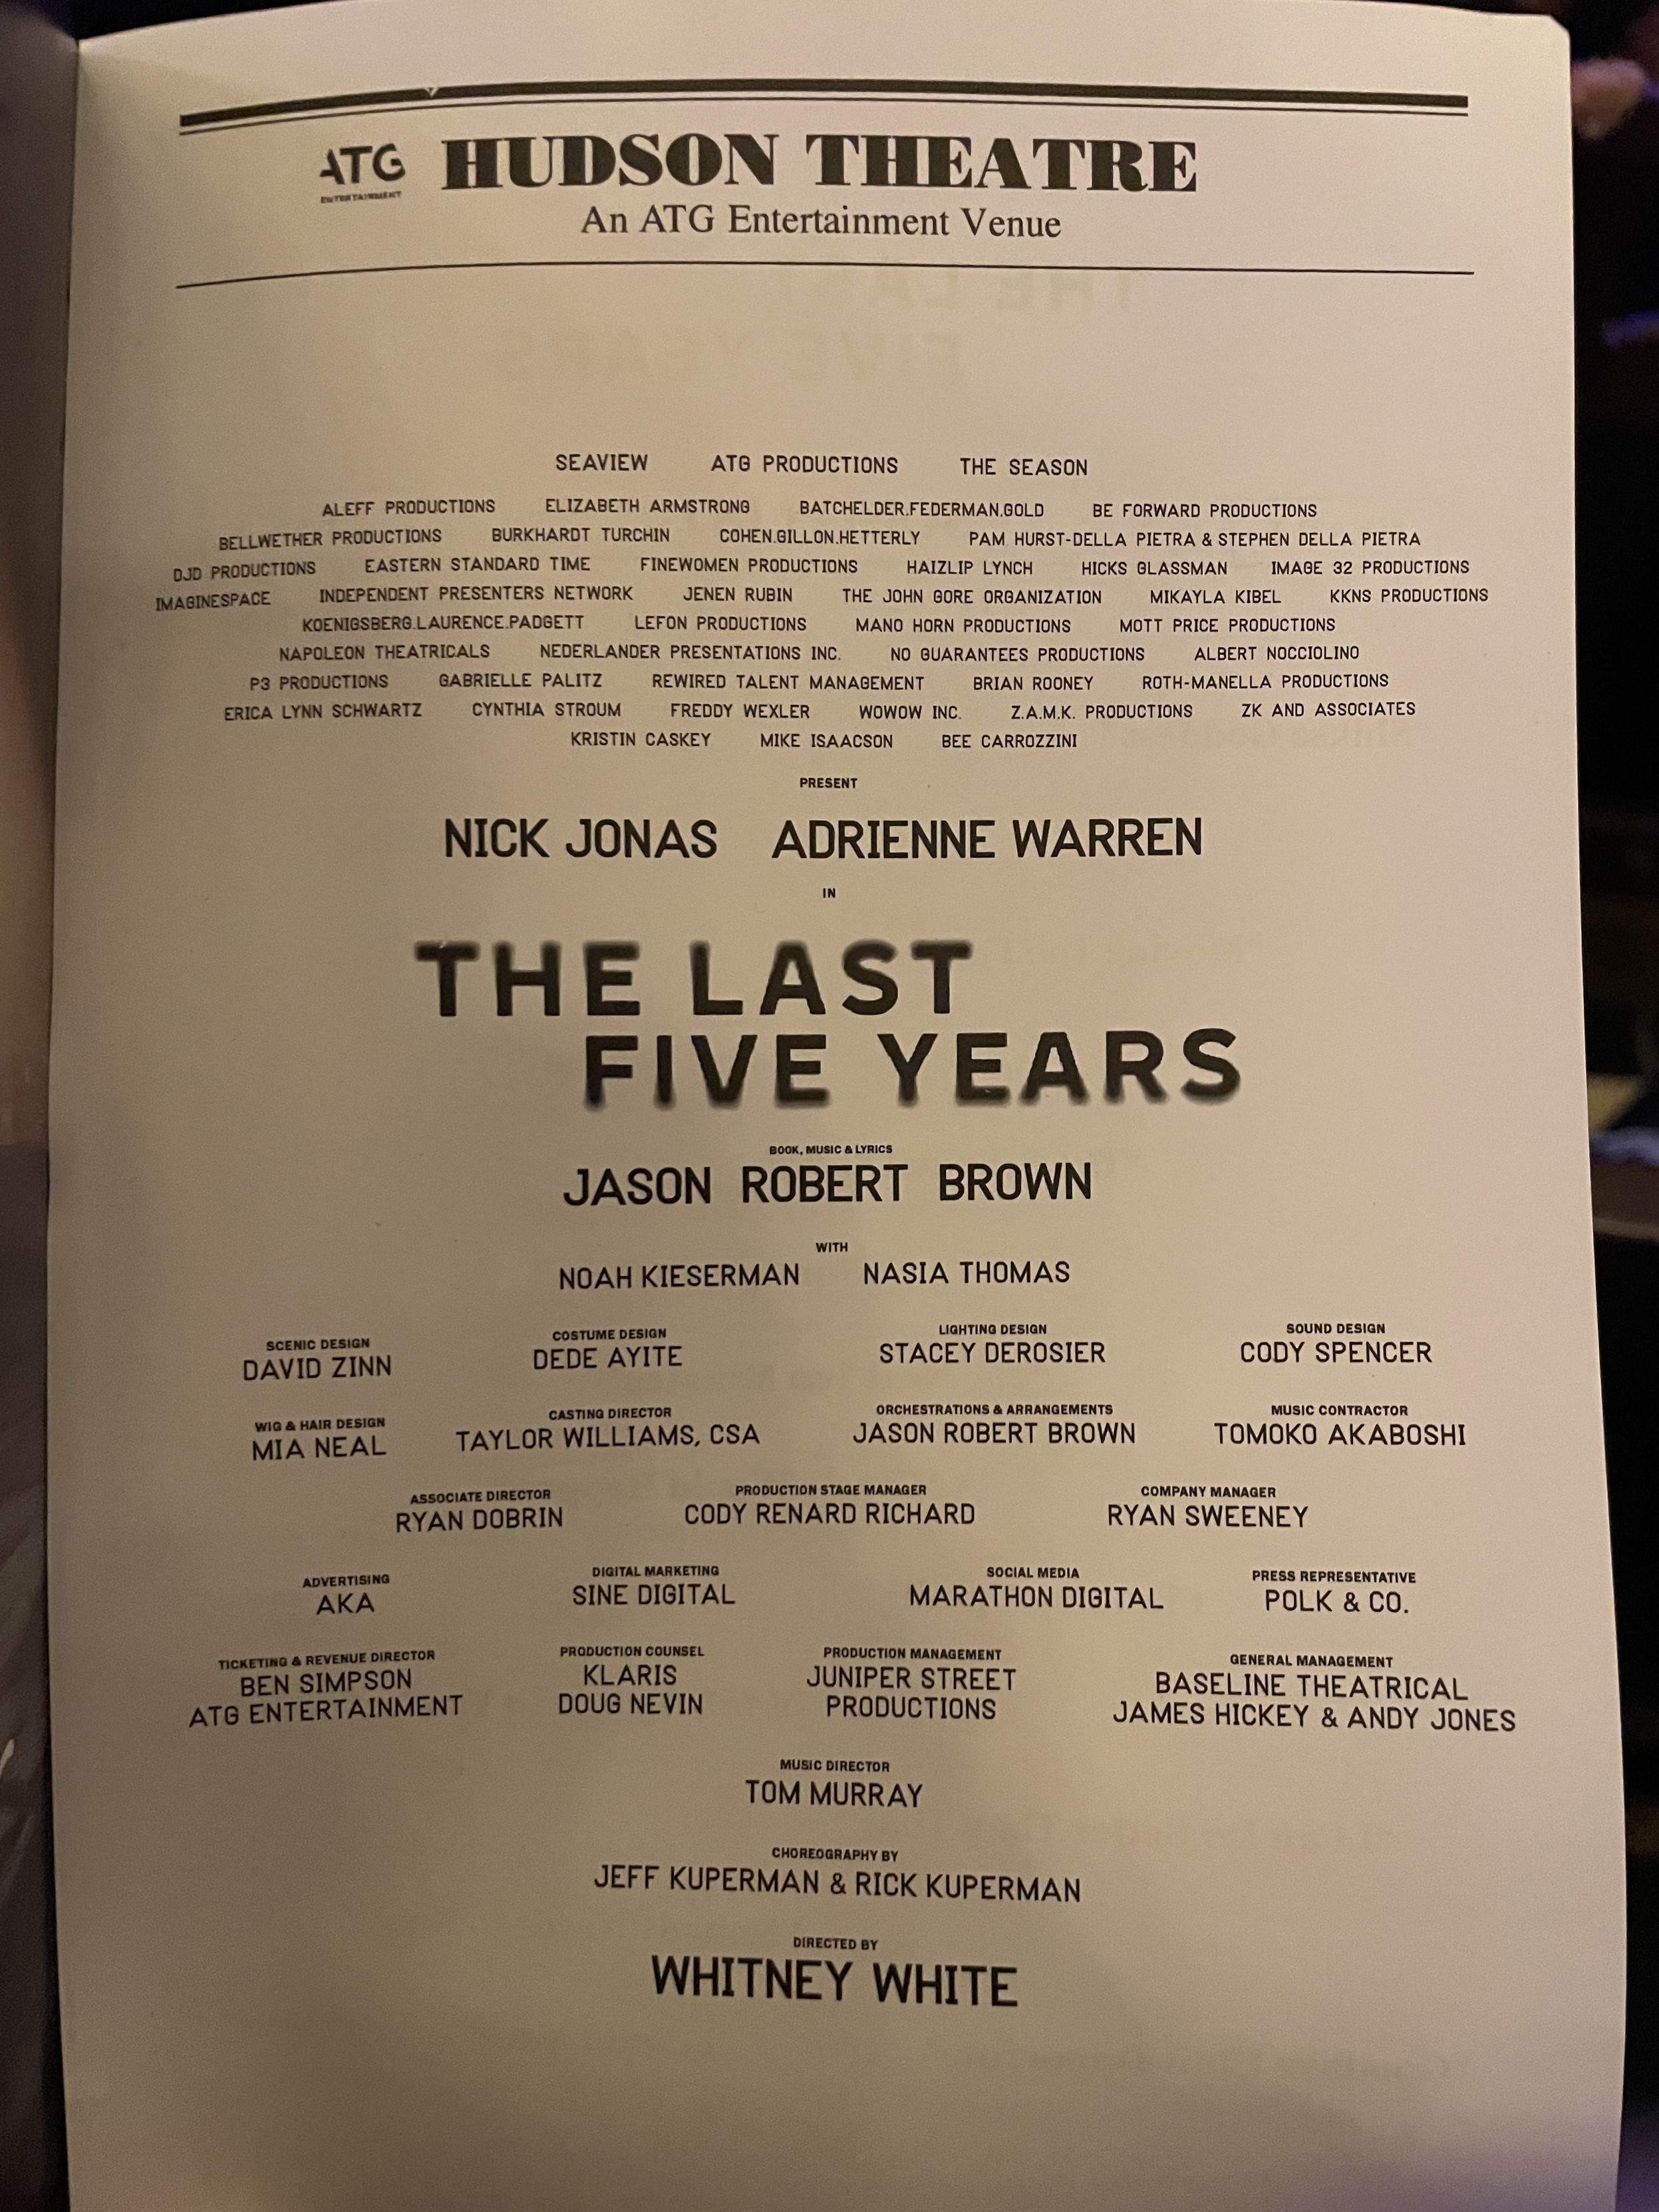 ATG HUDSON THEATRE
ENTERTAINMENT
An ATG Entertainment Venue
SEAVIEW ATG PRODUCTIONS THE SEASON
ALEFF PRODUCTIONS ELIZABETH ARMSTRONG BATCHELDER.FEDERMAN.GOLD BE FORWARD PRODUCTIONS
BELLWETHER PRODUCTIONS BURKHARDT TURCHIN COHEN.GILLON.HETTERLY PAM HURST-DELLA PIETRA & STEPHEN DELLA PIETRA
DJD PRODUCTIONS EASTERN STANDARD TIME FINEWOMEN PRODUCTIONS HAIZLIP LYNCH HICKS GLASSMAN IMAGE 32 PRODUCTIONS
IMAGINESPACE INDEPENDENT PRESENTERS NETWORK JENEN RUBIN THE JOHN GORE ORGANIZATION MIKAYLA KIBEL KKNS PRODUCTIONS
KOENIGSBERG.LAURENCE.PADGETT LEFON PRODUCTIONS MANO HORN PRODUCTIONS MOTT PRICE PRODUCTIONS
NAPOLEON THEATRICALS NEDERLANDER PRESENTATIONS INC. NO GUARANTEES PRODUCTIONS ALBERT NOCCIOLINO
P3 PRODUCTIONS GABRIELLE PALITZ REWIRED TALENT MANAGEMENT BRIAN ROONEY ROTH-MANELLA PRODUCTIONS
ERICA LYNN SCHWARTZ CYNTHIA STROUM FREDDY WEXLER WOWOW INC. Z.A.M.K. PRODUCTIONS ZK AND ASSOCIATES
KRISTIN CASKEY MIKE ISAACSON BEE CARROZZINI
PRESENT
NICK JONAS ADRIENNE WARREN
IN
THE LAST
FIVE YEARS
BOOK, MUSIC & LYRICS
JASON ROBERT BROWN
WITH
NOAH KIESERMAN NASIA THOMAS
SCENIC DESIGN COSTUME DESIGN LIGHTING DESIGN SOUND DESIGN
DAVID ZINN DEDE AYITE STACEY DEROSIER CODY SPENCER
WIG & HAIR DESIGN CASTING DIRECTOR ORCHESTRATIONS & ARRANGEMENTS MUSIC CONTRACTOR
MIA NEAL TAYLOR WILLIAMS, CSA JASON ROBERT BROWN TOMOKO AKABOSHI
ASSOCIATE DIRECTOR PRODUCTION STAGE MANAGER COMPANY MANAGER
RYAN DOBRIN CODY RENARD RICHARD RYAN SWEENEY
ADVERTISING DIGITAL MARKETING SOCIAL MEDIA PRESS REPRESENTATIVE
AKA SINE DIGITAL MARATHON DIGITAL POLK & CO.
TICKETING & REVENUE DIRECTOR PRODUCTION COUNSEL PRODUCTION MANAGEMENT GENERAL MANAGEMENT
BEN SIMPSON KLARIS JUNIPER STREET BASELINE THEATRICAL
ATG ENTERTAINMENT DOUG NEVIN PRODUCTIONS JAMES HICKEY & ANDY JONES
MUSIC DIRECTOR
TOM MURRAY
CHOREOGRAPHY BY
JEFF KUPERMAN & RICK KUPERMAN
DIRECTED BY
WHITNEY WHITE